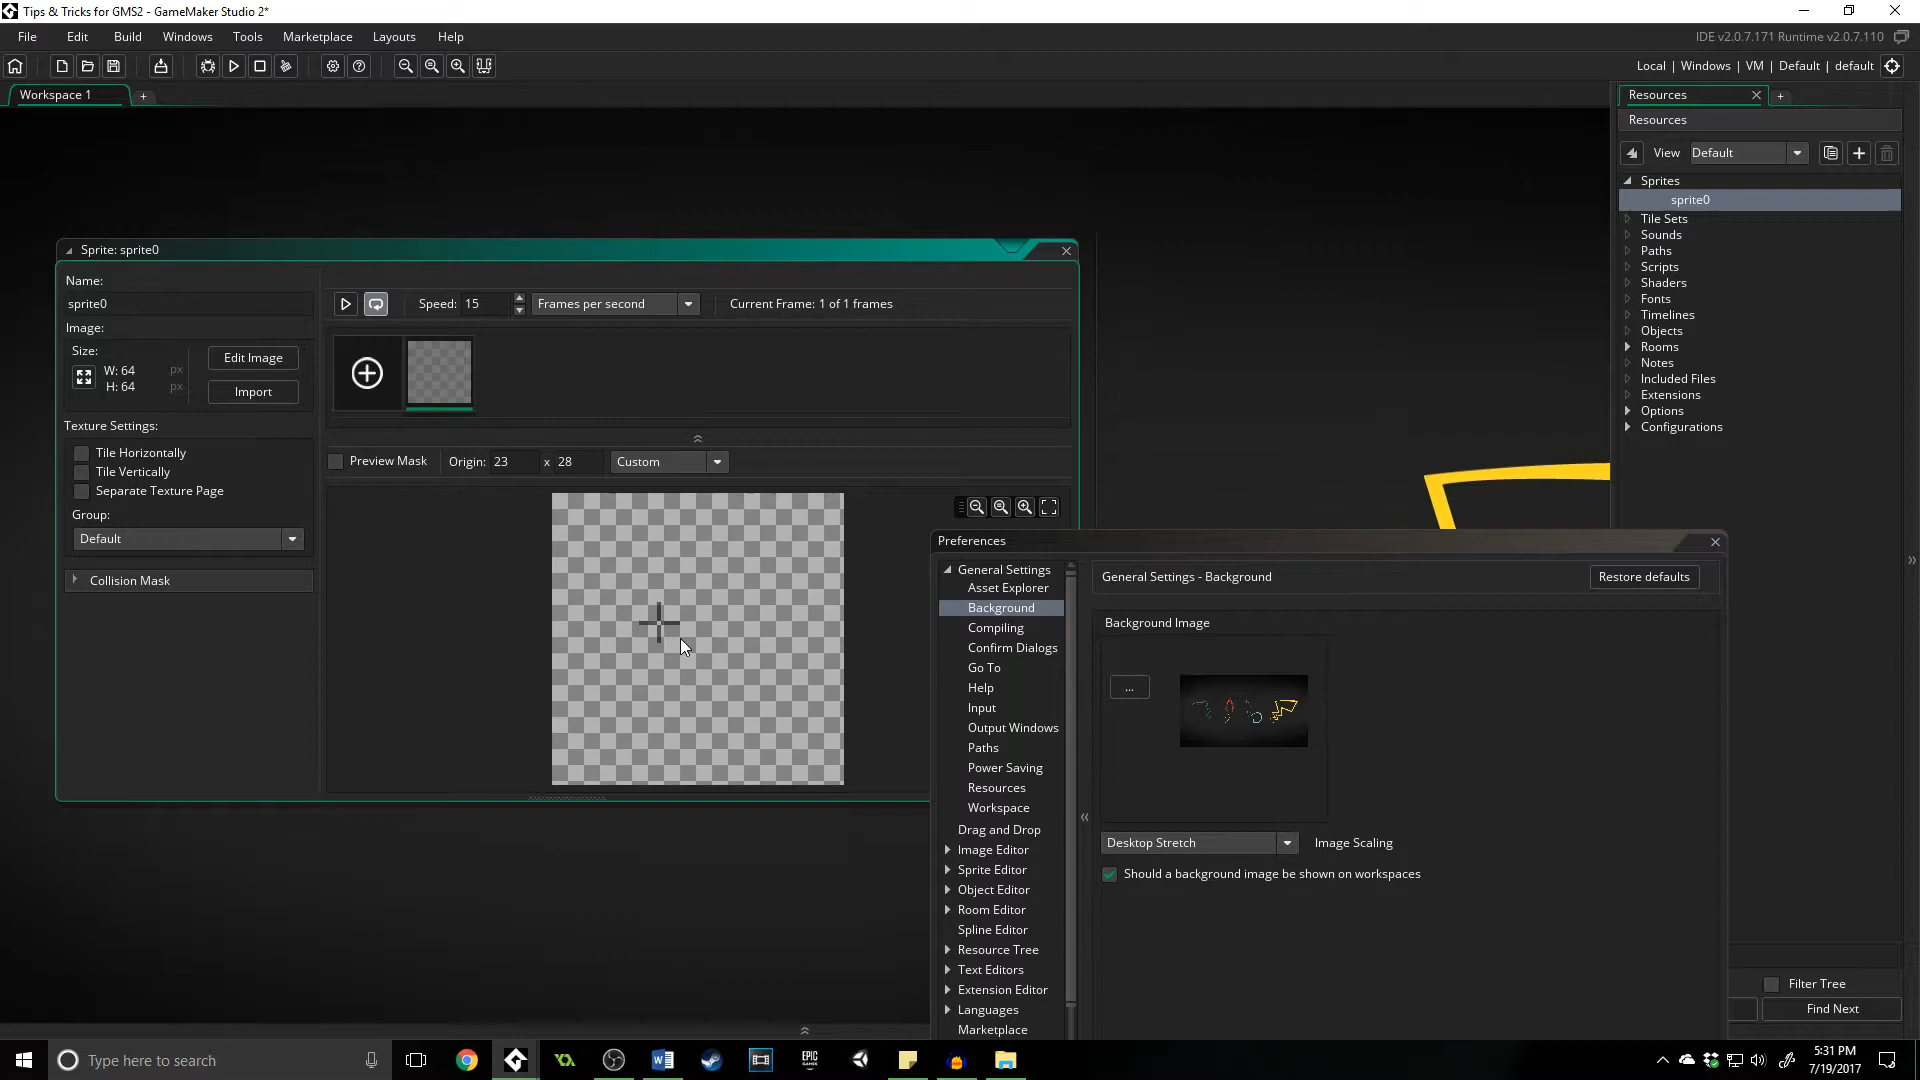 Tips & Tricks for GMS2 - GameMaker Studio 2*
File Edit Build Windows Tools Marketplace Layouts Help
IDE v2.0.7.171 Runtime v2.0.7.110
Local | Windows | VM | Default | default
Workspace 1
Resources
Resources
View Default
Sprites
sprite0
Tile Sets
Sounds
Paths
Scripts
Shaders
Fonts
Timelines
Objects
Rooms
Notes
Included Files
Extensions
Options
Configurations
Filter Tree
Find Next
Sprite: sprite0
Name:
sprite0
Image:
Size:
W: 64 px
H: 64 px
Edit Image
Import
Texture Settings:
Tile Horizontally
Tile Vertically
Separate Texture Page
Group:
Default
Collision Mask
Speed: 15 Frames per second Current Frame: 1 of 1 frames
Preview Mask Origin: 23 x 28 Custom
Preferences
General Settings
Asset Explorer
Background
Compiling
Confirm Dialogs
Go To
Help
Input
Output Windows
Paths
Power Saving
Resources
Workspace
Drag and Drop
Image Editor
Sprite Editor
Object Editor
Room Editor
Spline Editor
Resource Tree
Text Editors
Extension Editor
Languages
Marketplace
General Settings - Background
Restore defaults
Background Image
...
Desktop Stretch Image Scaling
Should a background image be shown on workspaces
Type here to search
EPIC
GAMES
5:31 PM
7/19/2017